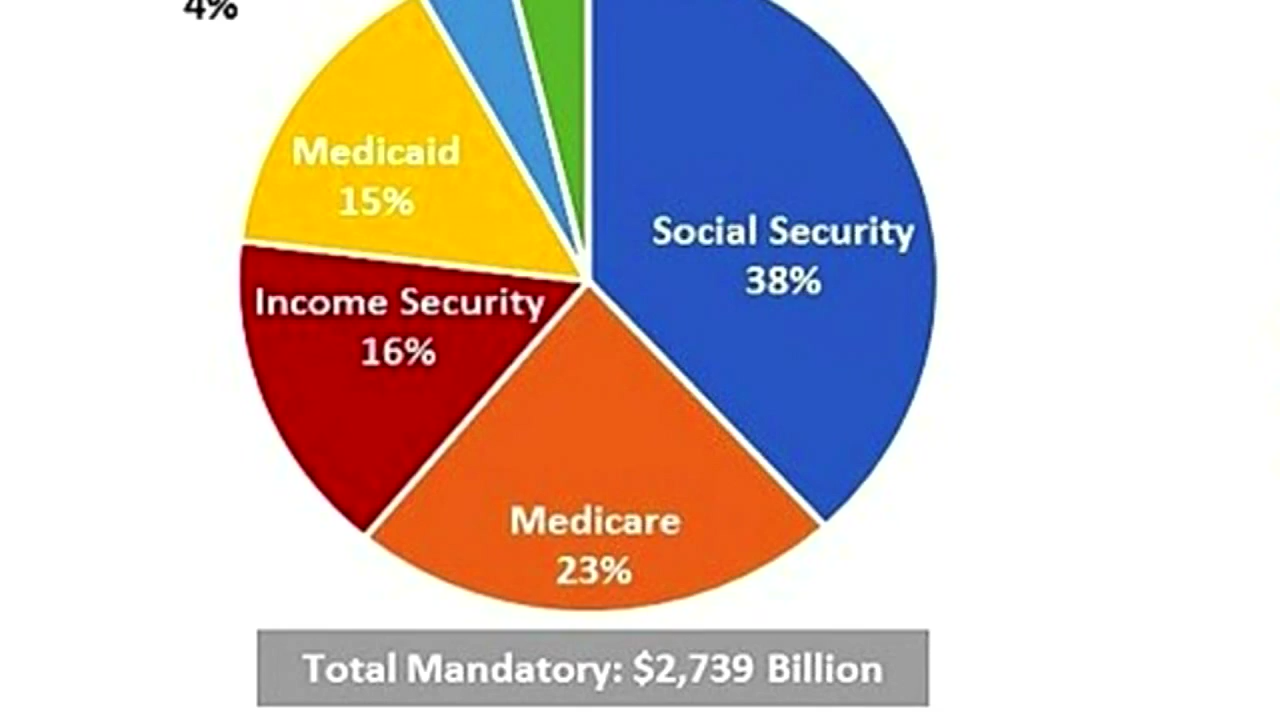 4%
Medicaid
15%
Social Security
38%
Income Security
16%
Medicare
23%
Total Mandatory: $2,739 Billion